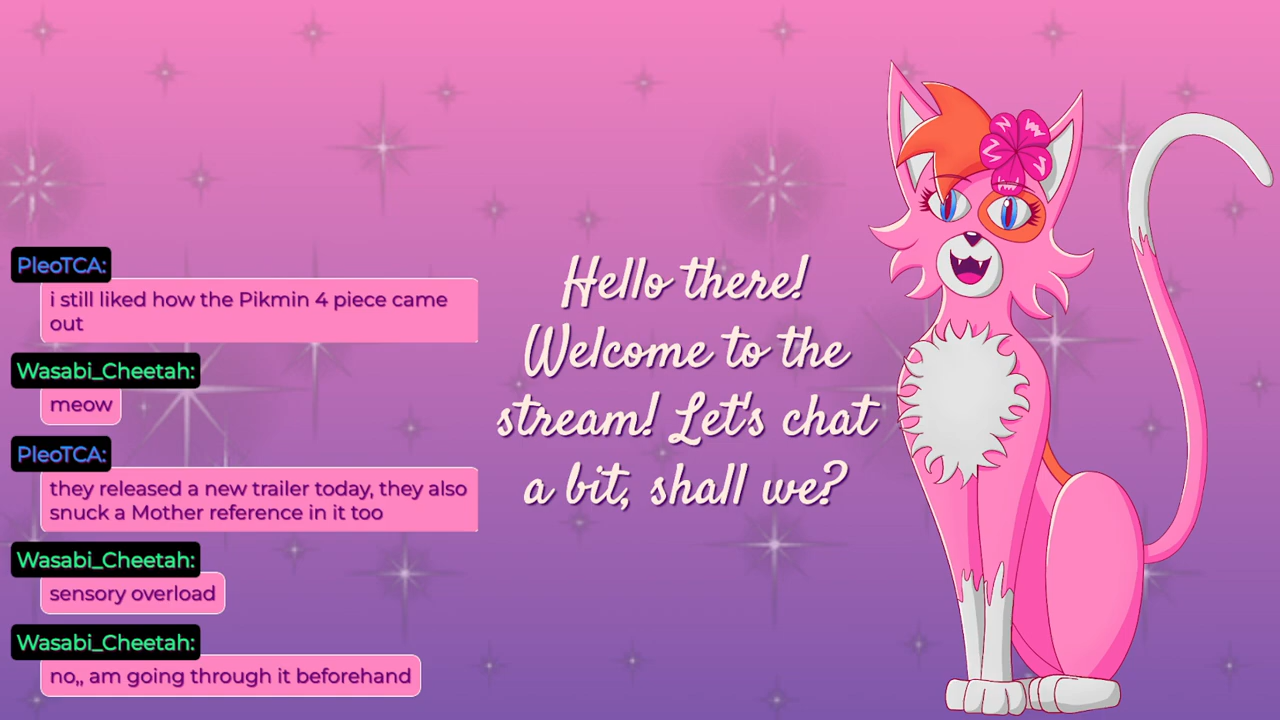 PleoTCA:
i still liked how the Pikmin 4 piece came
out
Wasabi_Cheetah:
meow
PleoTCA:
they released a new trailer today, they also
snuck a Mother reference in it too
Wasabi_Cheetah:
sensory overload
Wasabi_Cheetah:
no,, am going through it beforehand
Hello there!
Welcome to the
stream! Let's chat
a bit, shall we?